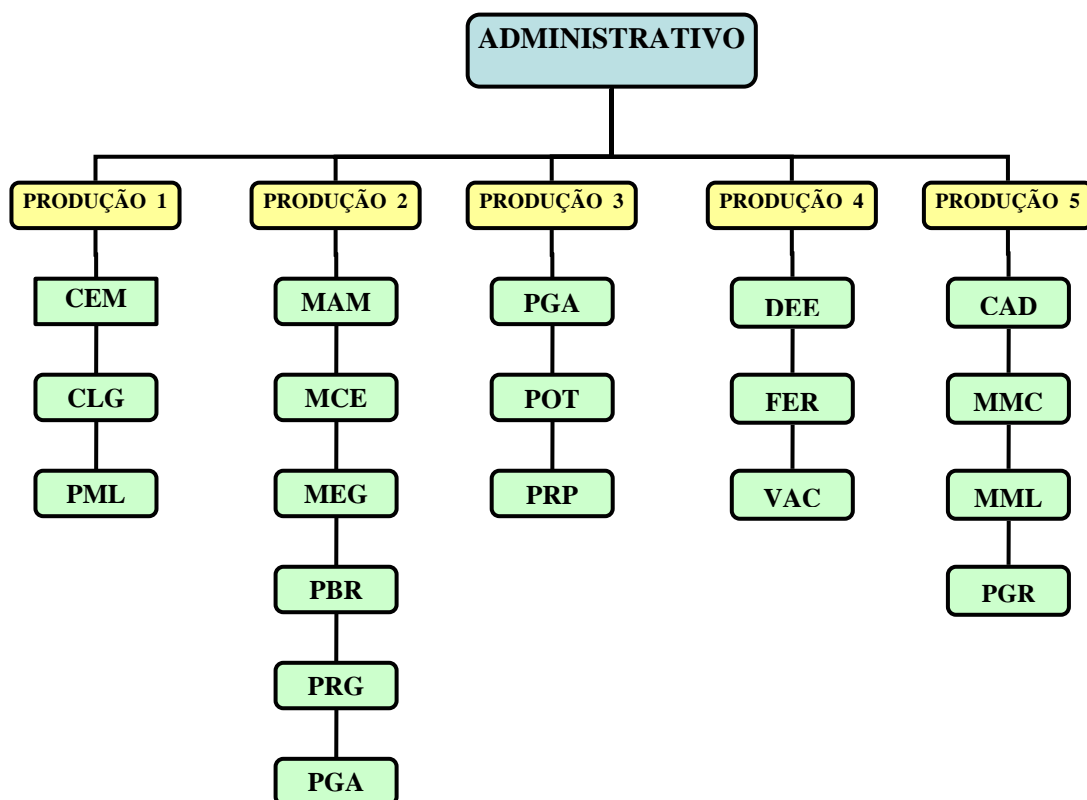 ADMINISTRATIVO
PRODUÇÃO 1
PRODUÇÃO 2
PRODUÇÃO 3
PRODUÇÃO 4
PRODUÇÃO 5
CEM
MAM
PGA
DEE
CAD
CLG
MCE
POT
FER
MMC
PML
MEG
PRP
VAC
MML
PBR
PGR
PRG
PGA